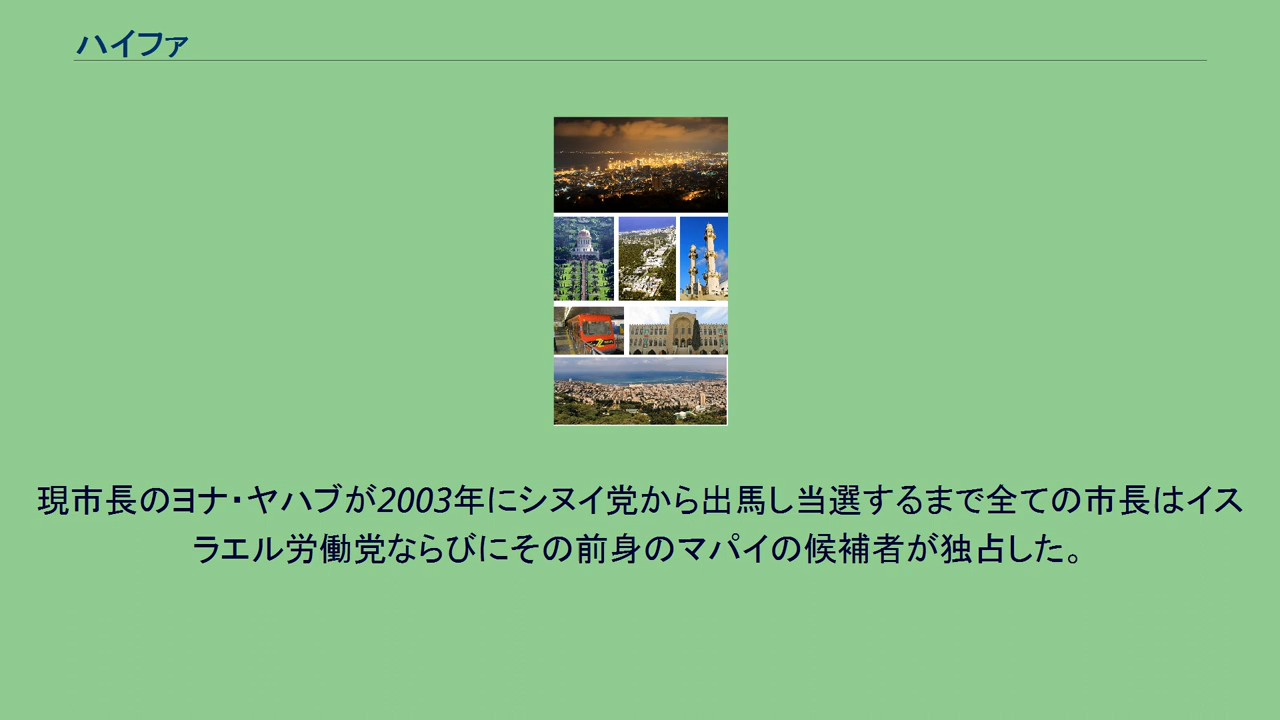 ハイファ
現市長のヨナ・ヤハブが2003年にシヌイ党から出馬し当選するまで全ての市長はイス
ラエル労働党ならびにその前身のマパイの候補者が独占した。